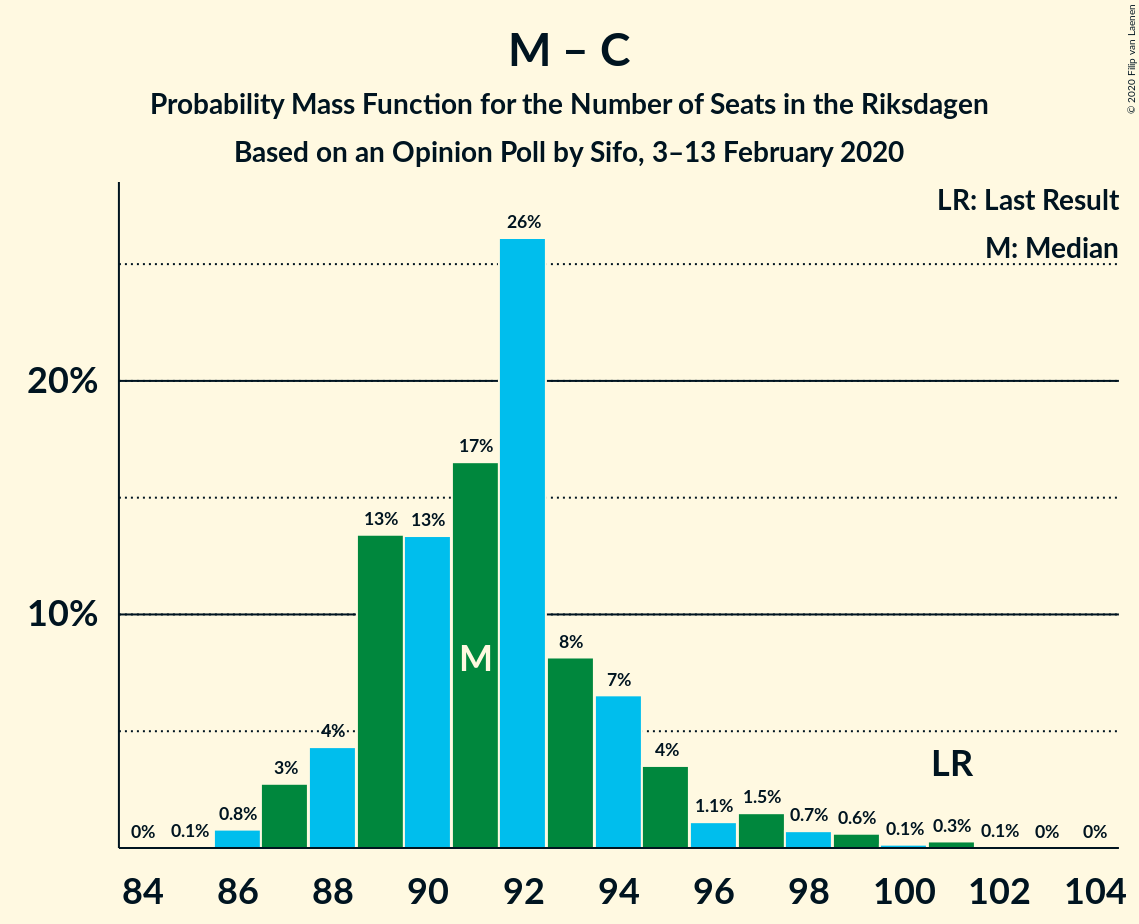 M – C
Probability Mass Function for the Number of Seats in the Riksdagen
Based on an Opinion Poll by Sifo, 3–13 February 2020
© 2020 Filip van Laenen
LR: Last Result
M: Median
20%
10%
0%
0.1%
0.8%
3%
4%
13%
13%
17%
26%
8%
7%
4%
1.1%
1.5%
0.7%
0.6%
0.1%
0.3%
0.1%
0%
0%
M
LR
84 86 88 90 92 94 96 98 100 102 104